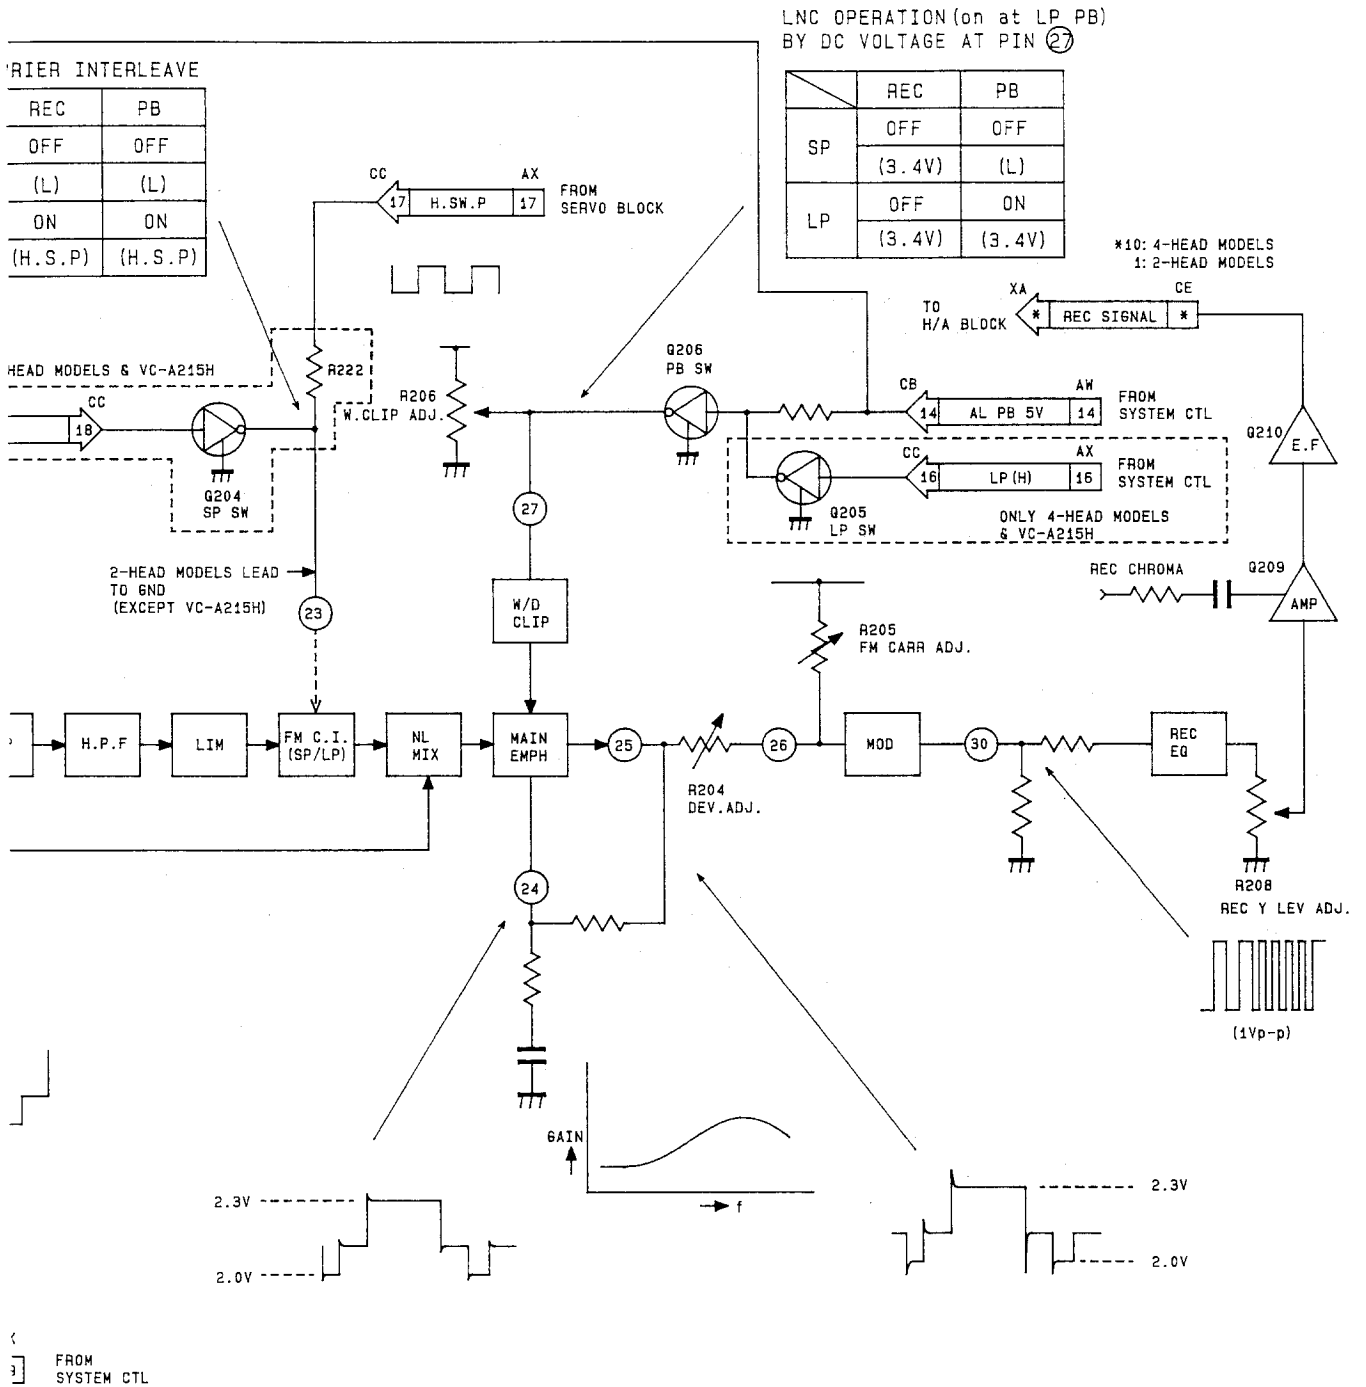 LNC OPERATION (on at LP PB)
BY DC VOLTAGE AT PIN 27
RIER INTERLEAVE
REC PB
OFF OFF
(L) (L)
ON ON
(H.S.P) (H.S.P)
REC PB
SP OFF OFF
(3.4V) (L)
LP OFF ON
(3.4V) (3.4V)
CC AX
17 H.SW.P 17
FROM
SERVO BLOCK
*10: 4-HEAD MODELS
1: 2-HEAD MODELS
XA CE
TO
H/A BLOCK
* REC SIGNAL *
HEAD MODELS & VC-A215H
R222
R206
W.CLIP ADJ.
Q206
PB SW
CB AW
14 AL PB 5V 14
FROM
SYSTEM CTL
CC
18
Q204
SP SW
CC AX
16 LP(H) 16
FROM
SYSTEM CTL
Q205
LP SW
ONLY 4-HEAD MODELS
& VC-A215H
Q210
E.F
27
2-HEAD MODELS LEAD
TO GND
(EXCEPT VC-A215H)
23
W/D
CLIP
REC CHROMA
Q209
AMP
R205
FM CARR ADJ.
P
H.P.F
LIM
FM C.I.
(SP/LP)
NL
MIX
MAIN
EMPH
25
26
MOD
30
REC
EQ
R204
DEV.ADJ.
24
R208
REC Y LEV ADJ.
(1Vp-p)
GAIN
f
2.3V
2.0V
2.3V
2.0V
FROM
SYSTEM CTL